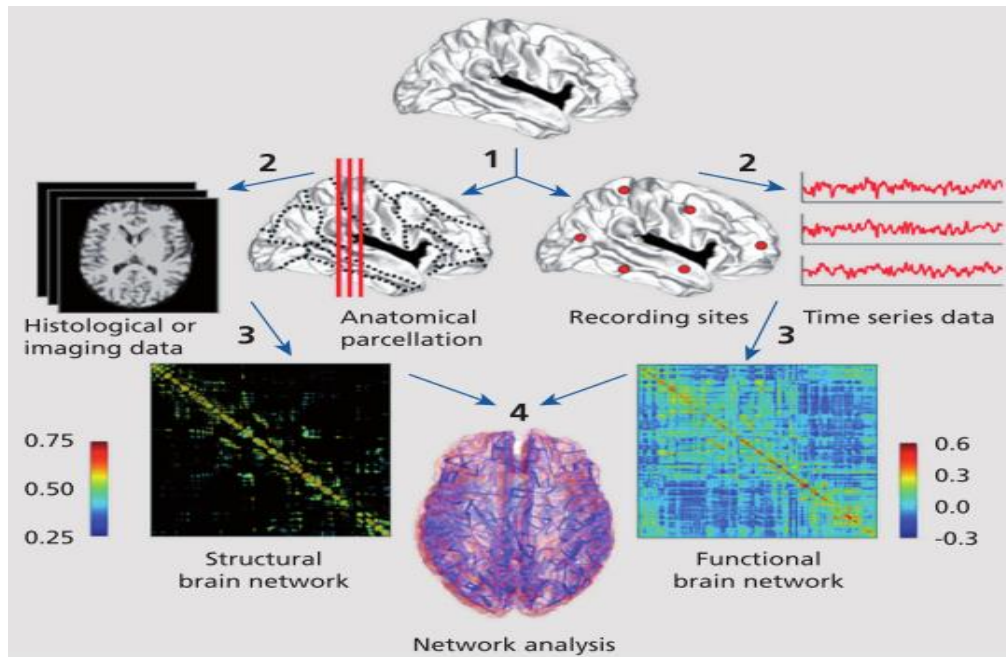 1
2
2
Histological or
imaging data
Anatomical
parcellation
Recording sites
Time series data
3
3
4
0.75
0.50
0.25
0.6
0.3
0.0
-0.3
Structural
brain network
Functional
brain network
Network analysis